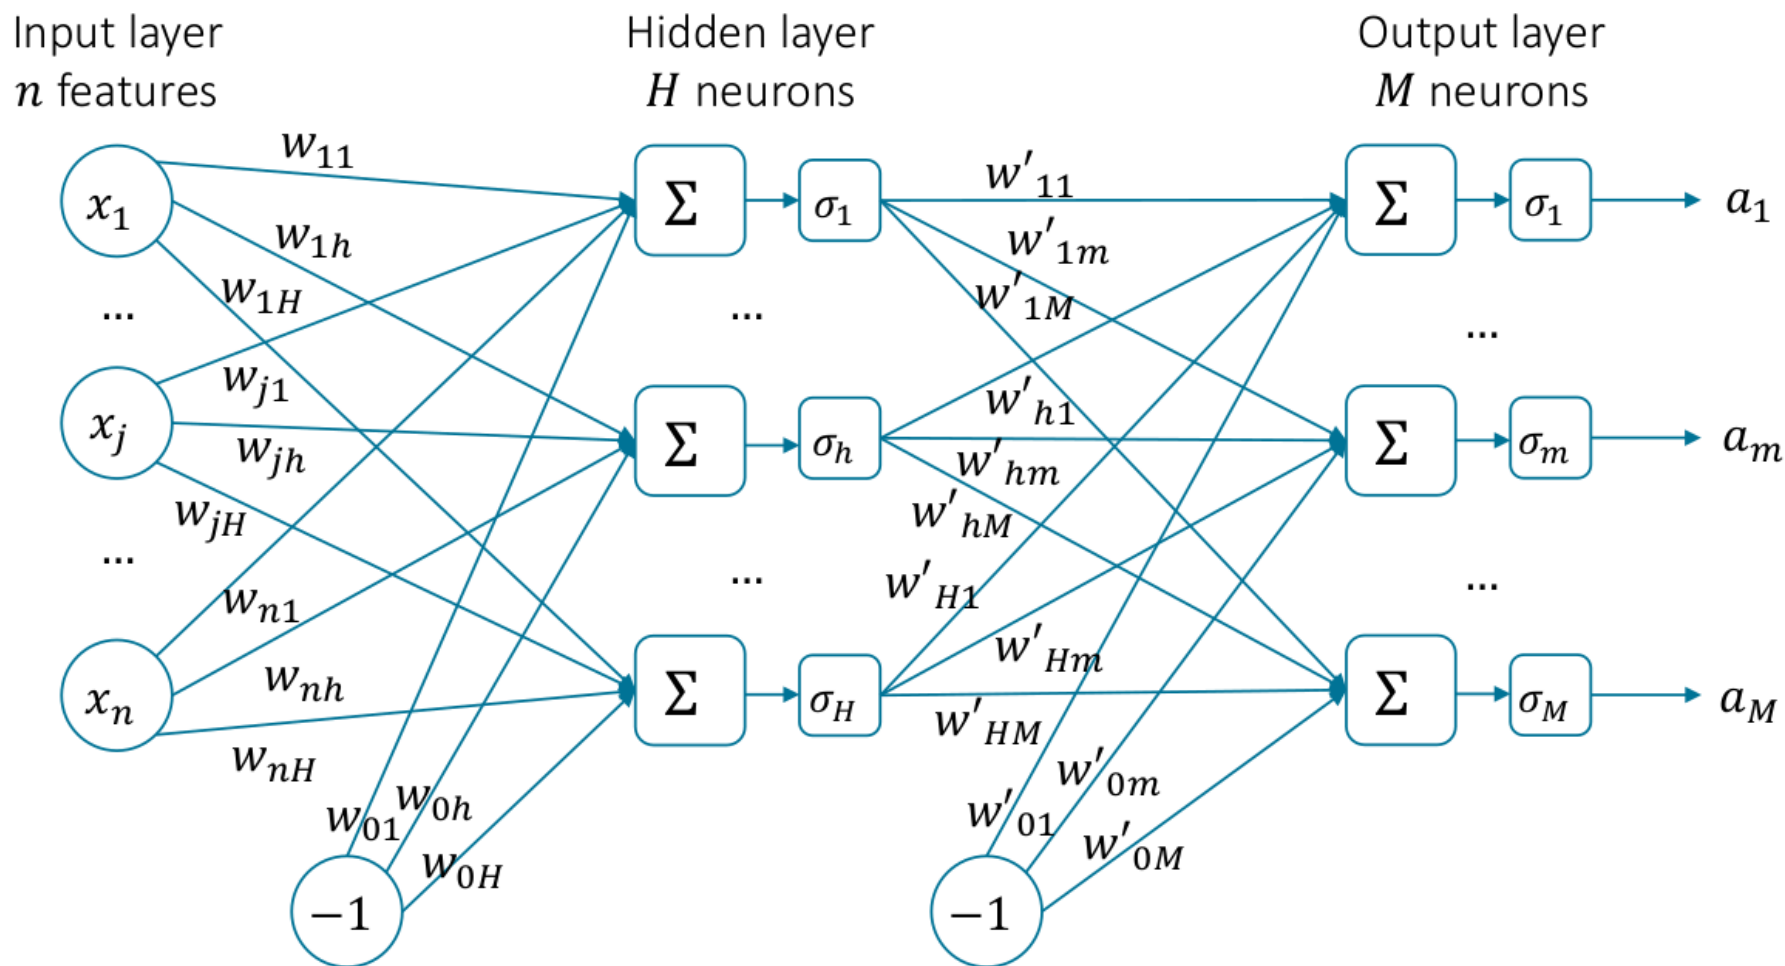 Input layer
n features
Hidden layer
H neurons
Output layer
M neurons
x₁
...
xⱼ
...
xₙ
−1
w₁₁
w₁ₕ
w₁H
wⱼ₁
wⱼₕ
wⱼH
wₙ₁
wₙₕ
wₙH
w₀₁
w₀ₕ
w₀H
Σ
σ₁
...
Σ
σₕ
...
Σ
σH
−1
w′₁₁
w′₁ₘ
w′₁M
w′ₕ₁
w′ₕₘ
w′ₕM
w′H₁
w′Hₘ
w′HM
w′₀₁
w′₀ₘ
w′₀M
Σ
σ₁
a₁
...
Σ
σₘ
aₘ
...
Σ
σM
aM